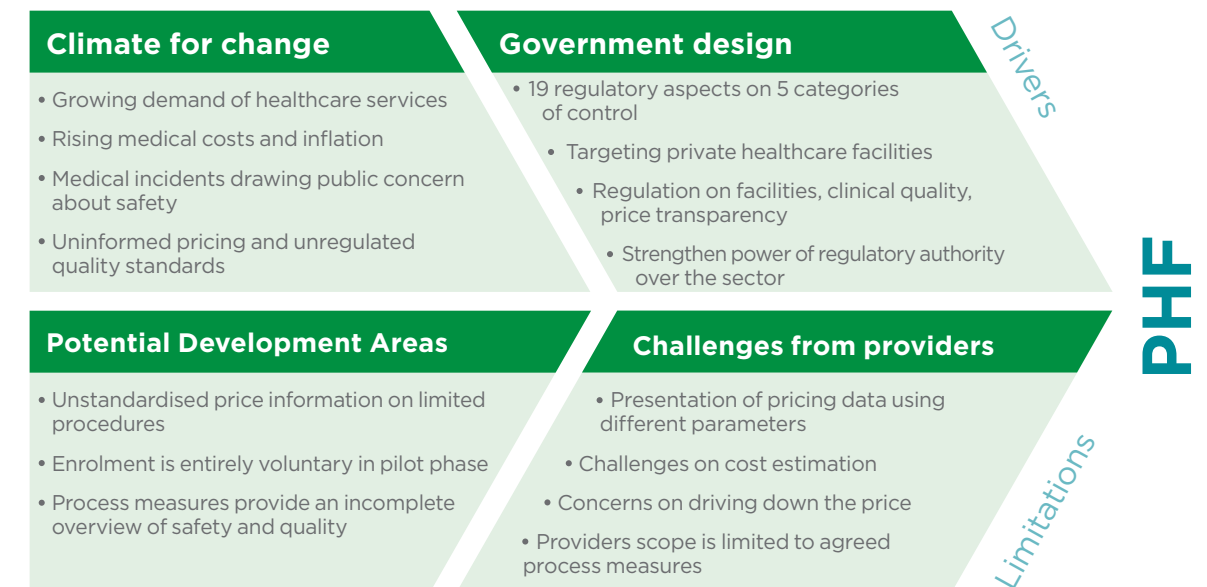 Climate for change
• Growing demand of healthcare services
• Rising medical costs and inflation
• Medical incidents drawing public concern
about safety
• Uninformed pricing and unregulated
quality standards
Government design
• 19 regulatory aspects on 5 categories
of control
• Targeting private healthcare facilities
• Regulation on facilities, clinical quality,
price transparency
• Strengthen power of regulatory authority
over the sector
Drivers
Potential Development Areas
• Unstandardised price information on limited
procedures
• Enrolment is entirely voluntary in pilot phase
• Process measures provide an incomplete
overview of safety and quality
Challenges from providers
• Presentation of pricing data using
different parameters
• Challenges on cost estimation
• Concerns on driving down the price
• Providers scope is limited to agreed
process measures
Limitations
PHF